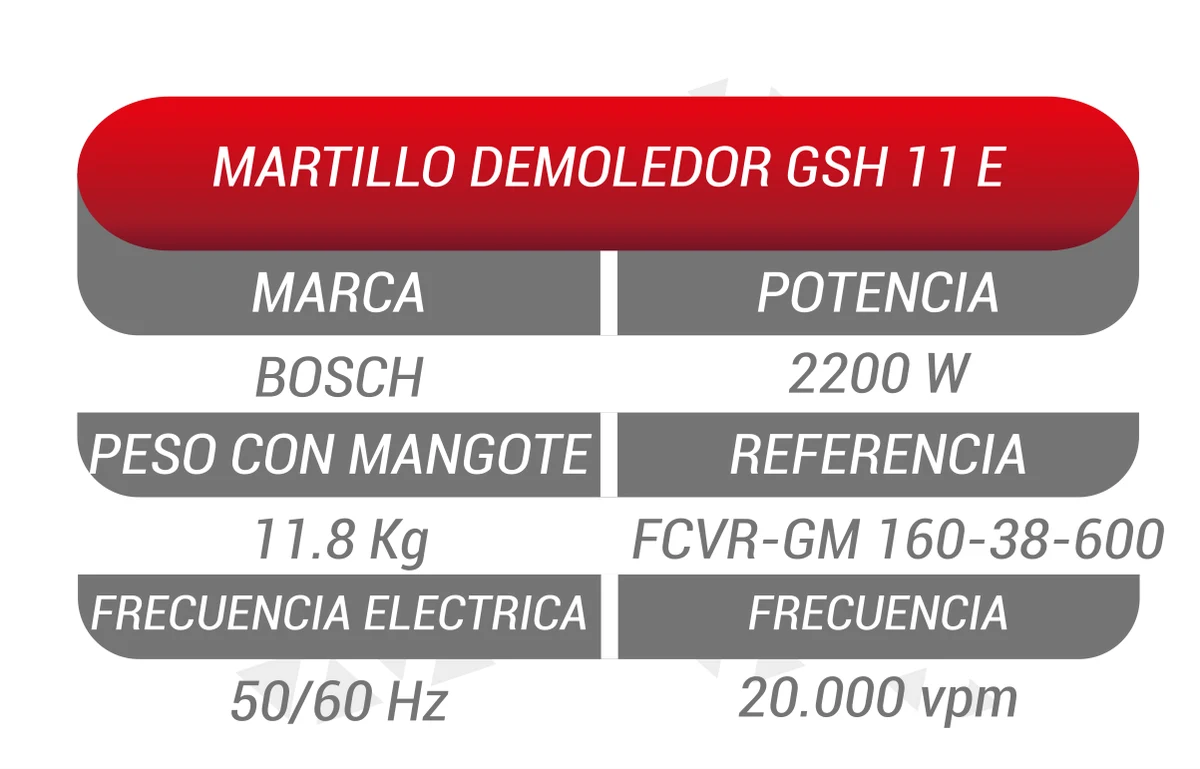 MARTILLO DEMOLEDOR GSH 11 E
MARCA
POTENCIA
BOSCH
2200 W
PESO CON MANGOTE
REFERENCIA
11.8 Kg
FCVR-GM 160-38-600
FRECUENCIA ELECTRICA
FRECUENCIA
50/60 Hz
20.000 vpm